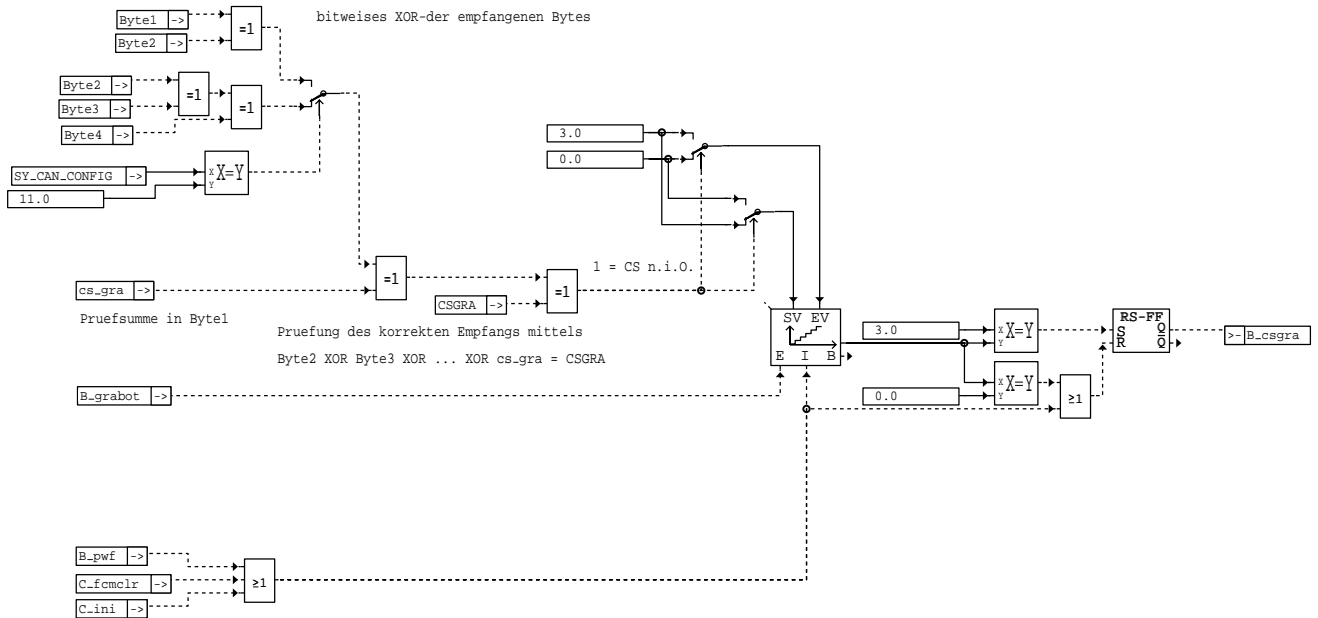 Byte1 ->
=1
bitweises XOR-der empfangenen Bytes
Byte2 ->
Byte2 ->
=1
=1
Byte3 ->
Byte4 ->
3.0
0.0
SY_CAN_CONFIG ->
X
Y
X=Y
11.0
=1
1 = CS n.i.O.
cs_gra ->
CSGRA ->
=1
Pruefsumme in Byte1
Pruefung des korrekten Empfangs mittels
Byte2 XOR Byte3 XOR ... XOR cs_gra = CSGRA
SV EV
E I B
3.0
X
Y
X=Y
RS-FF
S Q
R Q
>- B_csgra
B_grabot ->
0.0
X
Y
X=Y
≥1
B_pwf ->
C_fcmclr ->
≥1
C_ini ->